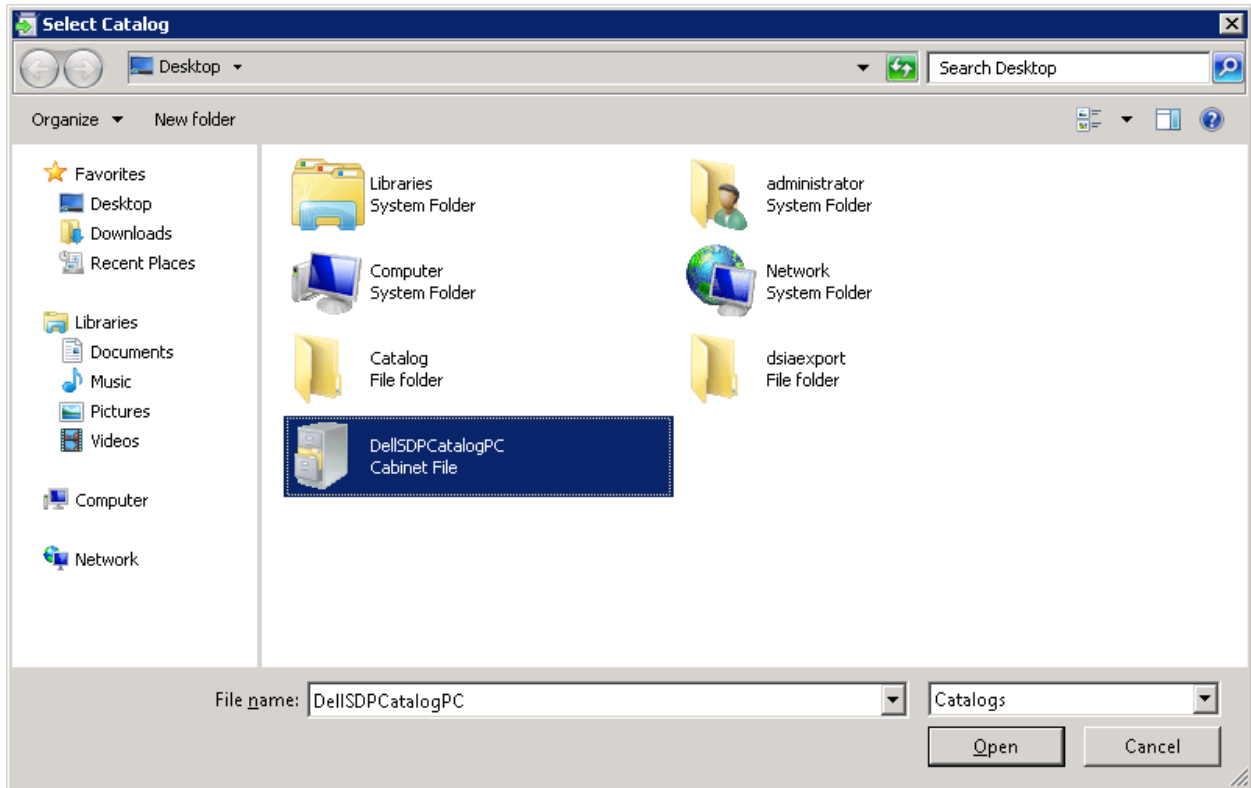 Select Catalog
Desktop
Search Desktop
Organize
New folder
Favorites
Desktop
Downloads
Recent Places
Libraries
Documents
Music
Pictures
Videos
Computer
Network
Libraries
System Folder
administrator
System Folder
Computer
System Folder
Network
System Folder
Catalog
File folder
dsiaexport
File folder
DellSDPCatalogPC
Cabinet File
File name: DellSDPCatalogPC
Catalogs
Open
Cancel